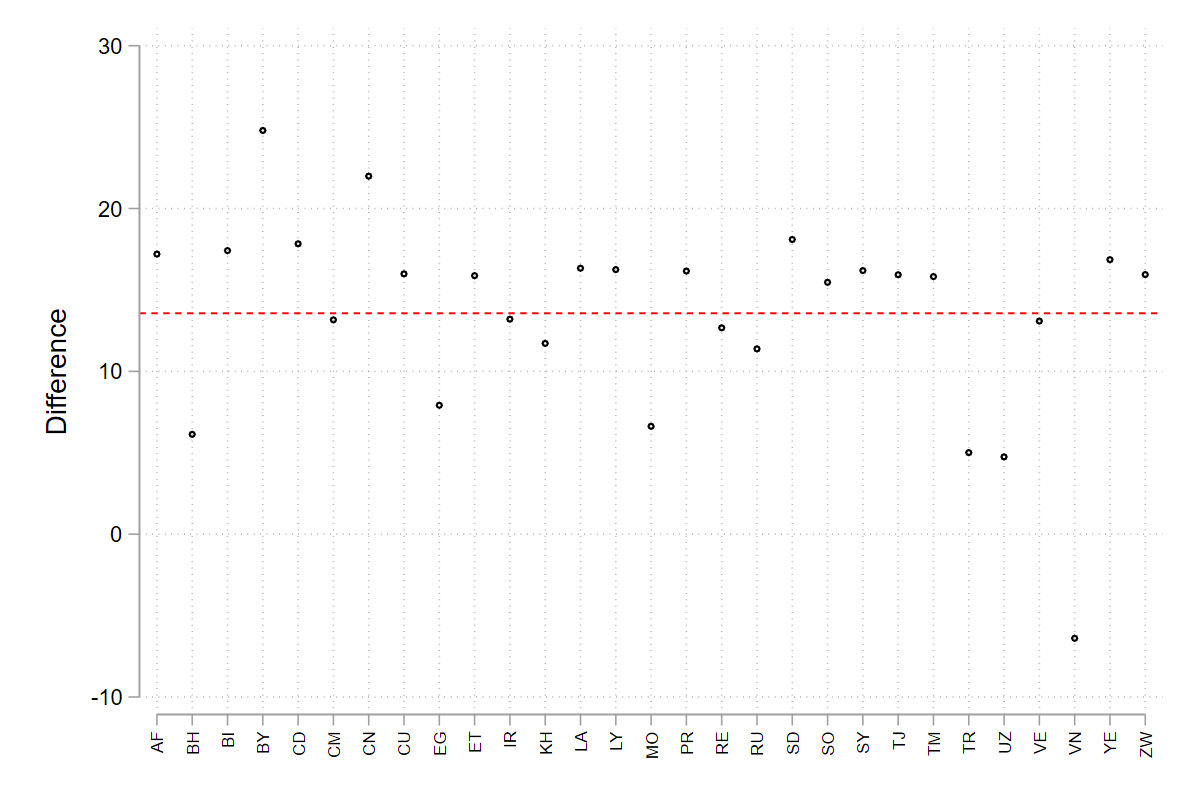 30
20
10
0
-10
Difference
AF
BH
BI
BY
CD
CM
CN
CU
EG
ET
IR
KH
LA
LY
MO
PR
RE
RU
SD
SO
SY
TJ
TM
TR
UZ
VE
VN
YE
ZW